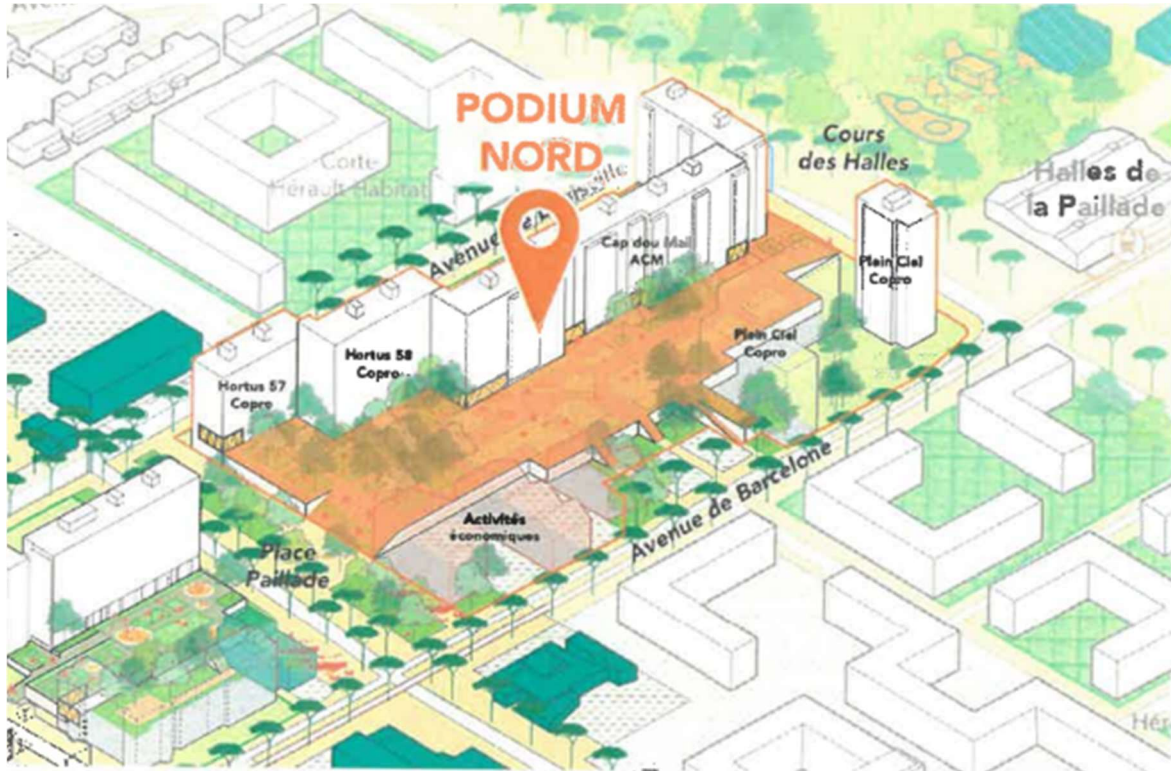 PODIUM
NORD
Cours
des Halles
Halles de
la Paillade
Corte
Hérault Habitat
Avenue
Cap dou Mail
ACM
Plein Ciel
Copro
Hortus 58
Copro
Plein Ciel
Copro
Hortus 57
Copro
Avenue de Barcelone
Activités
économiques
Place
Paillade